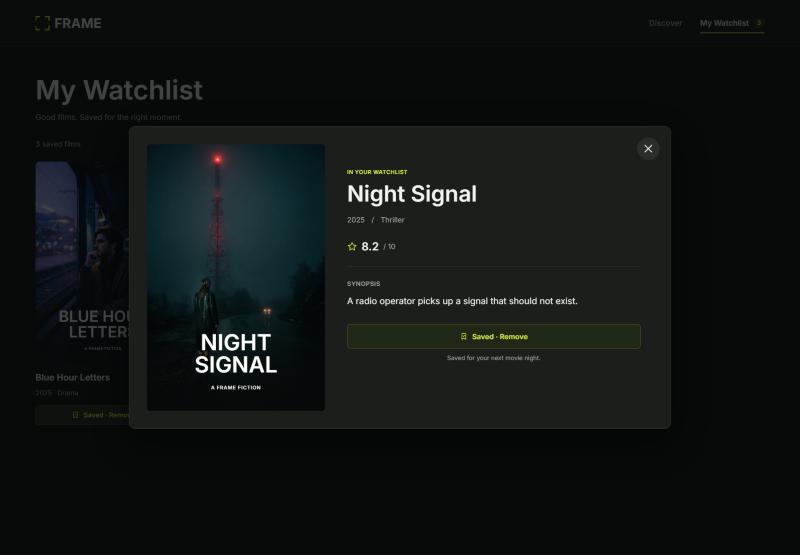 FRAME
Discover
My Watchlist 3
My Watchlist
Good films. Saved for the right moment.
3 saved films
BLUE HOU
LETTERS
A FRAME FICTION
Blue Hour Letters
2025 Drama
Saved · Remov
NIGHT
SIGNAL
A FRAME FICTION
IN YOUR WATCHLIST
Night Signal
2025 / Thriller
8.2 / 10
SYNOPSIS
A radio operator picks up a signal that should not exist.
Saved · Remove
Saved for your next movie night.